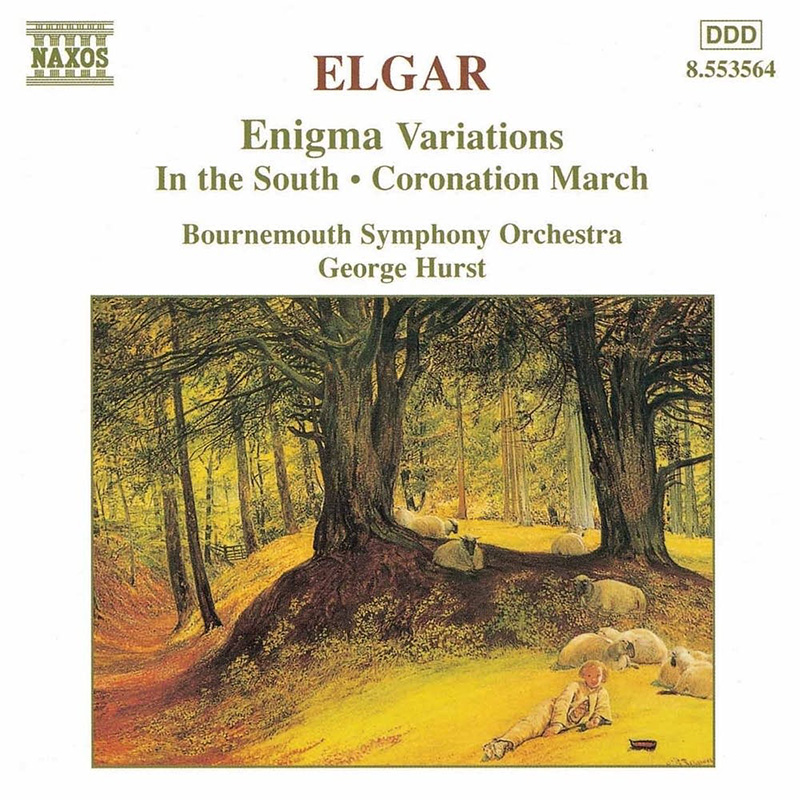 NAXOS
DDD
8.553564
ELGAR
Enigma Variations
In the South • Coronation March
Bournemouth Symphony Orchestra
George Hurst